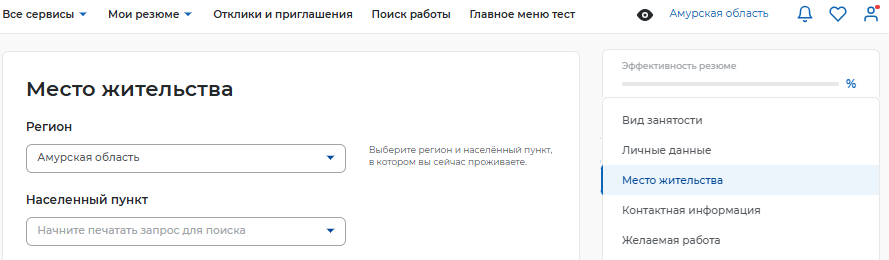 Все сервисы Мои резюме Отклики и приглашения Поиск работы Главное меню тест Амурская область
Место жительства
Регион
Амурская область
Выберите регион и населённый пункт,
в котором вы сейчас проживаете.
Населенный пункт
Начните печатать запрос для поиска
Эффективность резюме
%
Вид занятости
Личные данные
Место жительства
Контактная информация
Желаемая работа